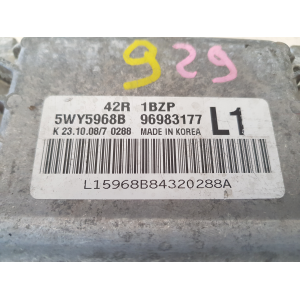 929
42R 1BZP
5WY5968B 96983177 L1
K 23.10.08/7 0288 MADE IN KOREA
L15968B84320288A